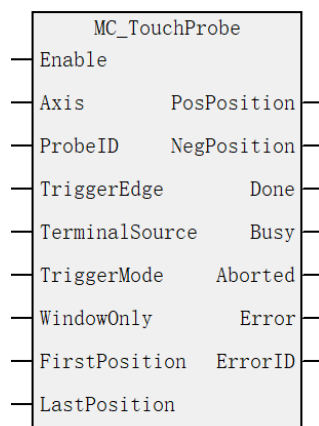 MC_TouchProbe
Enable
Axis PosPosition
ProbeID NegPosition
TriggerEdge Done
TerminalSource Busy
TriggerMode Aborted
WindowOnly Error
FirstPosition ErrorID
LastPosition